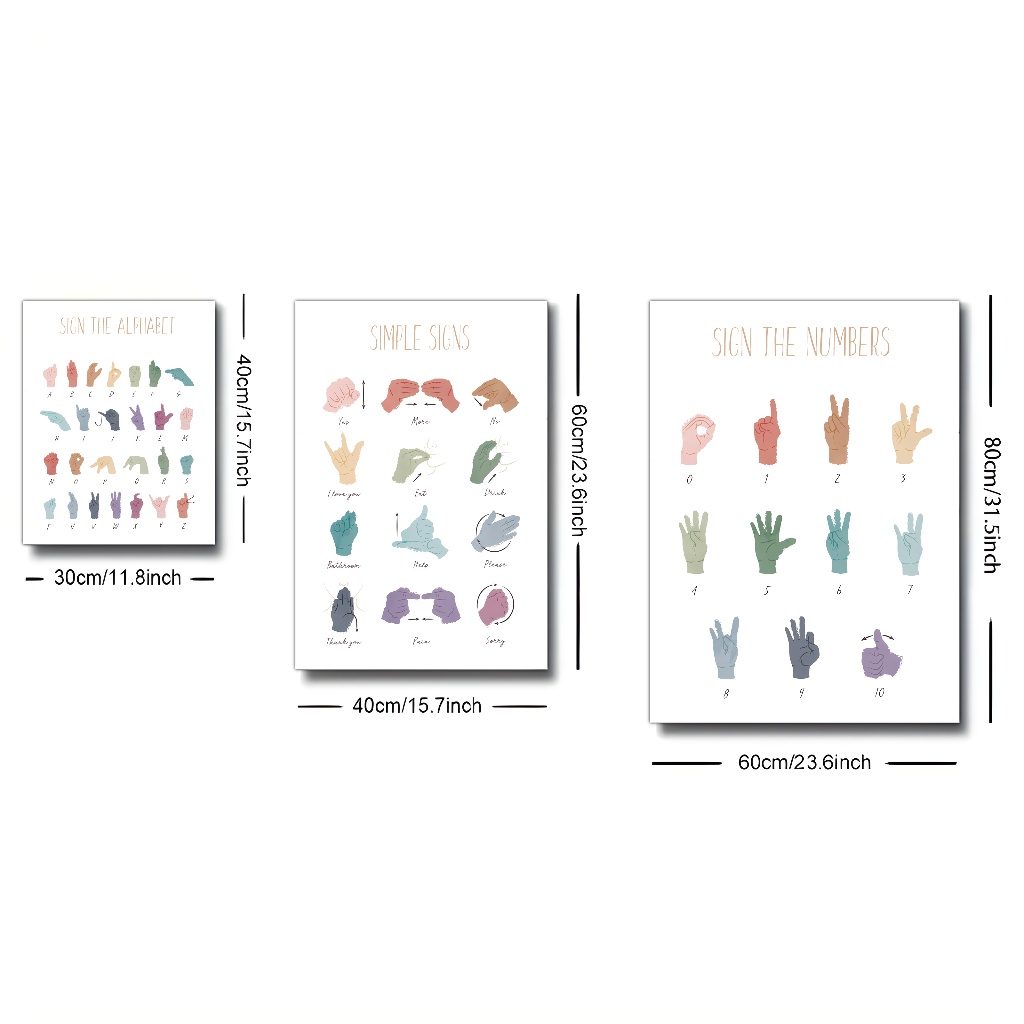 SIGN THE ALPHABET
A B C D E F G
H I J K L M
N O P Q R S
T U V W X Y Z
40cm/15.7inch
30cm/11.8inch
SIMPLE SIGNS
Yes More No
I love you Eat Drink
Bathroom Help Please
Thank you Pain Sorry
60cm/23.6inch
40cm/15.7inch
SIGN THE NUMBERS
0 1 2 3
4 5 6 7
8 9 10
80cm/31.5inch
60cm/23.6inch